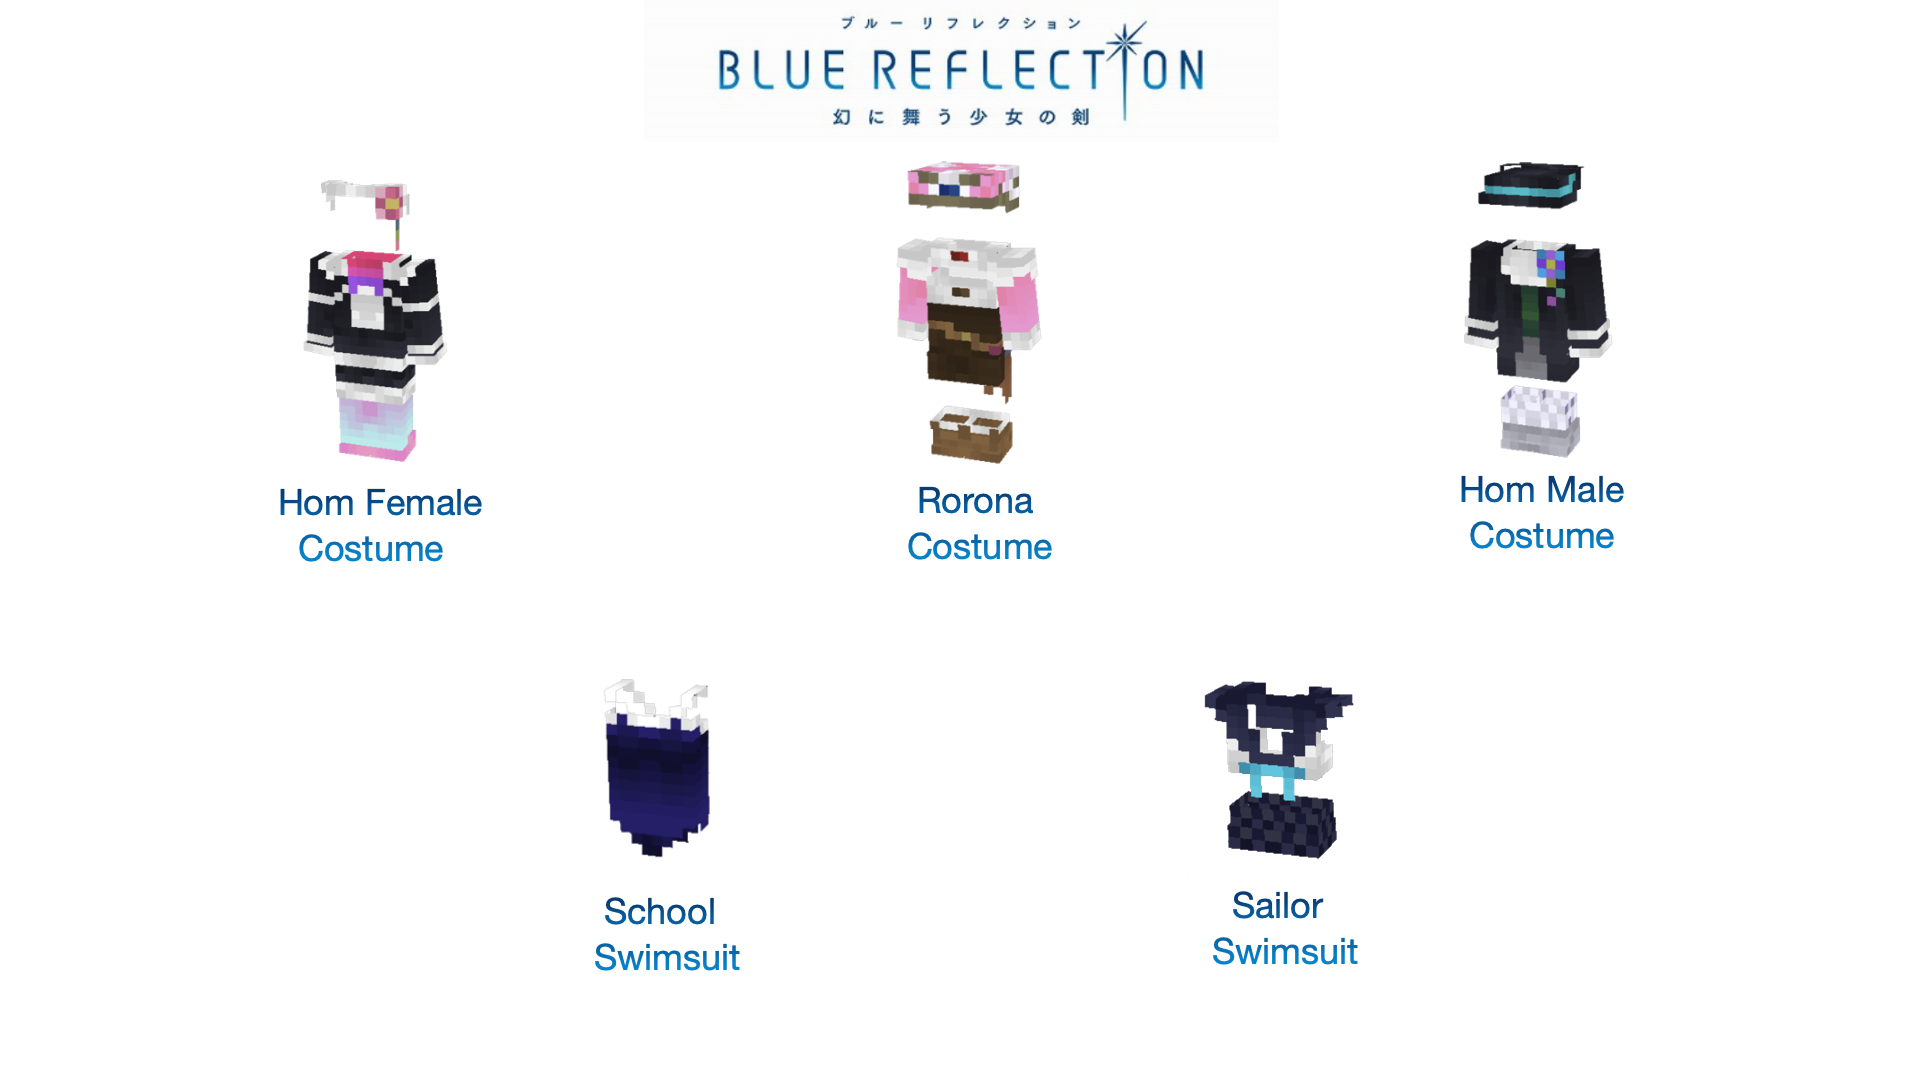 ブルーリフレクション
BLUE REFLECTION
幻に舞う少女の剣
Hom Female
Costume
Rorona
Costume
Hom Male
Costume
School
Swimsuit
Sailor
Swimsuit